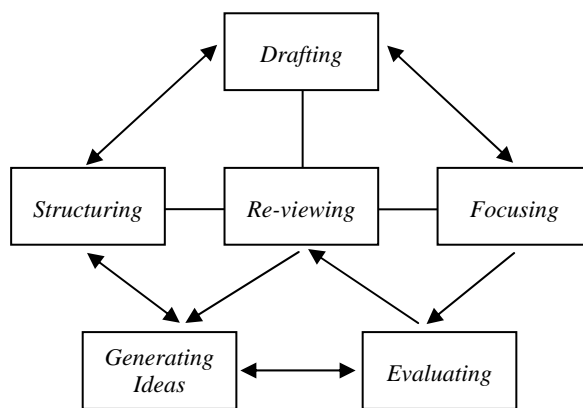 Drafting
Structuring
Re-viewing
Focusing
Generating
Ideas
Evaluating